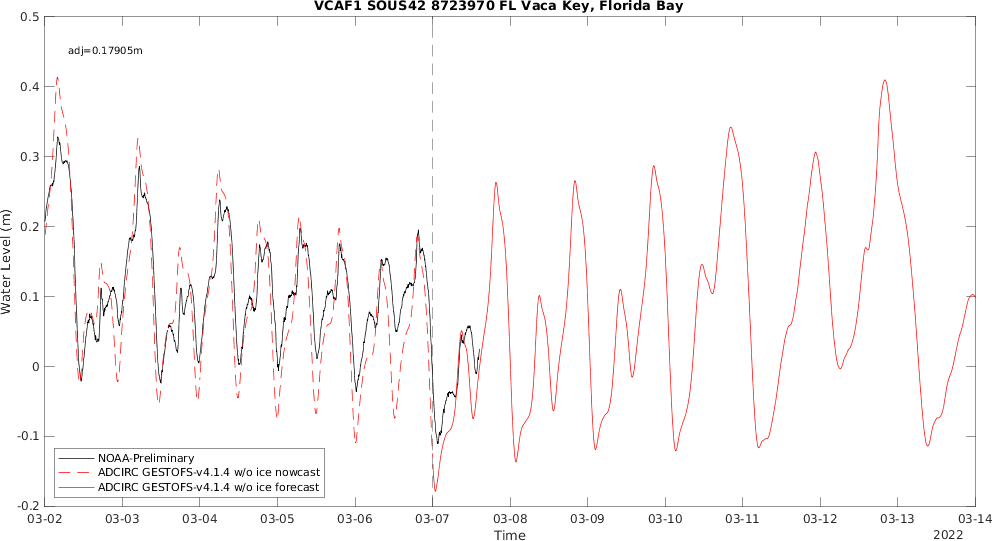 VCAF1 SOUS42 8723970 FL Vaca Key, Florida Bay
adj=0.17905m
0.5
0.4
0.3
0.2
0.1
0
-0.1
-0.2
Water Level (m)
NOAA-Preliminary
ADCIRC GESTOFS-v4.1.4 w/o ice nowcast
ADCIRC GESTOFS-v4.1.4 w/o ice forecast
03-02 03-03 03-04 03-05 03-06 03-07 03-08 03-09 03-10 03-11 03-12 03-13 03-14
Time
2022